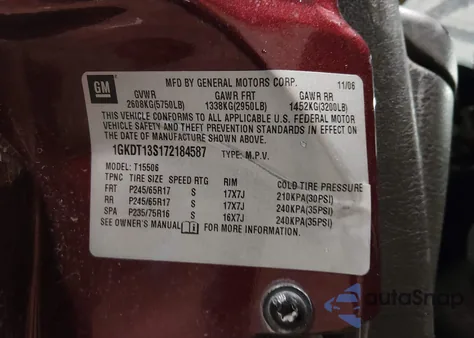 GM
MFD BY GENERAL MOTORS CORP. 11/06
GVWR GAWR FRT GAWR RR
2608KG(5750LB) 1338KG(2950LB) 1452KG(3200LB)
THIS VEHICLE CONFORMS TO ALL APPLICABLE U.S. FEDERAL MOTOR
VEHICLE SAFETY AND THEFT PREVENTION STANDARDS IN EFFECT ON
THE DATE OF MANUFACTURE SHOWN ABOVE.
1GKDT13S172184587 TYPE: M.P.V.
MODEL: T15506
TPNC TIRE SIZE SPEED RTG RIM COLD TIRE PRESSURE
FRT P245/65R17 S 17X7J 210KPA(30PSI)
RR P245/65R17 S 17X7J 240KPA(35PSI)
SPA P235/75R16 S 16X7J 240KPA(35PSI)
SEE OWNER'S MANUAL FOR MORE INFORMATION.
autoSnap